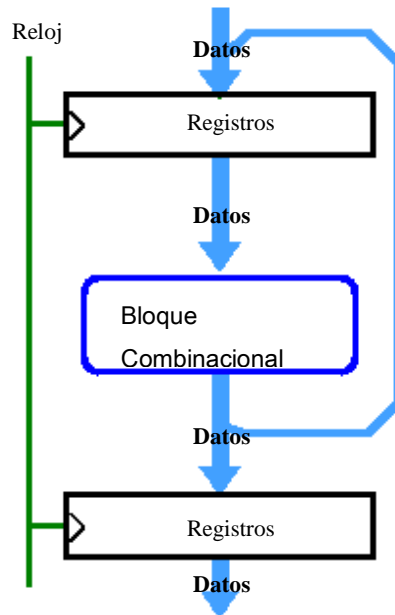 Reloj
Datos
Registros
Datos
Bloque
Combinacional
Datos
Registros
Datos